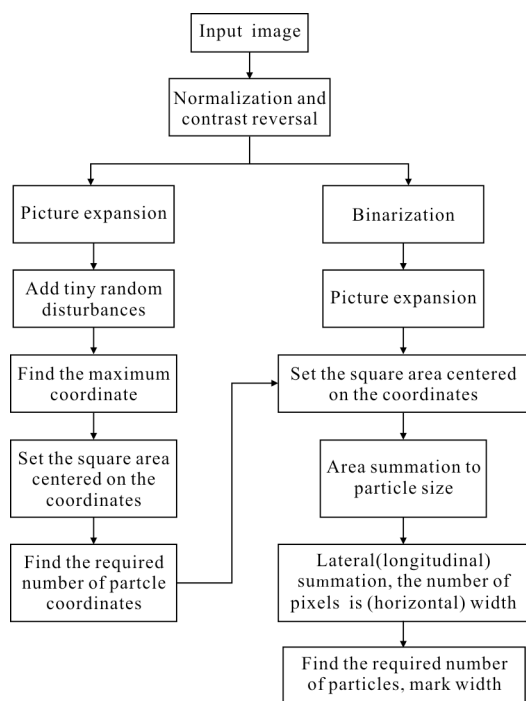 Input image
Normalization and
contrast reversal
Picture expansion
Add tiny random
disturbances
Find the maximum
coordinate
Set the square area
centered on the
coordinates
Find the required
number of partcle
coordinates
Binarization
Picture expansion
Set the square area centered
on the coordinates
Area summation to
particle size
Lateral(longitudinal)
summation, the number of
pixels is (horizontal) width
Find the required number
of particles, mark width